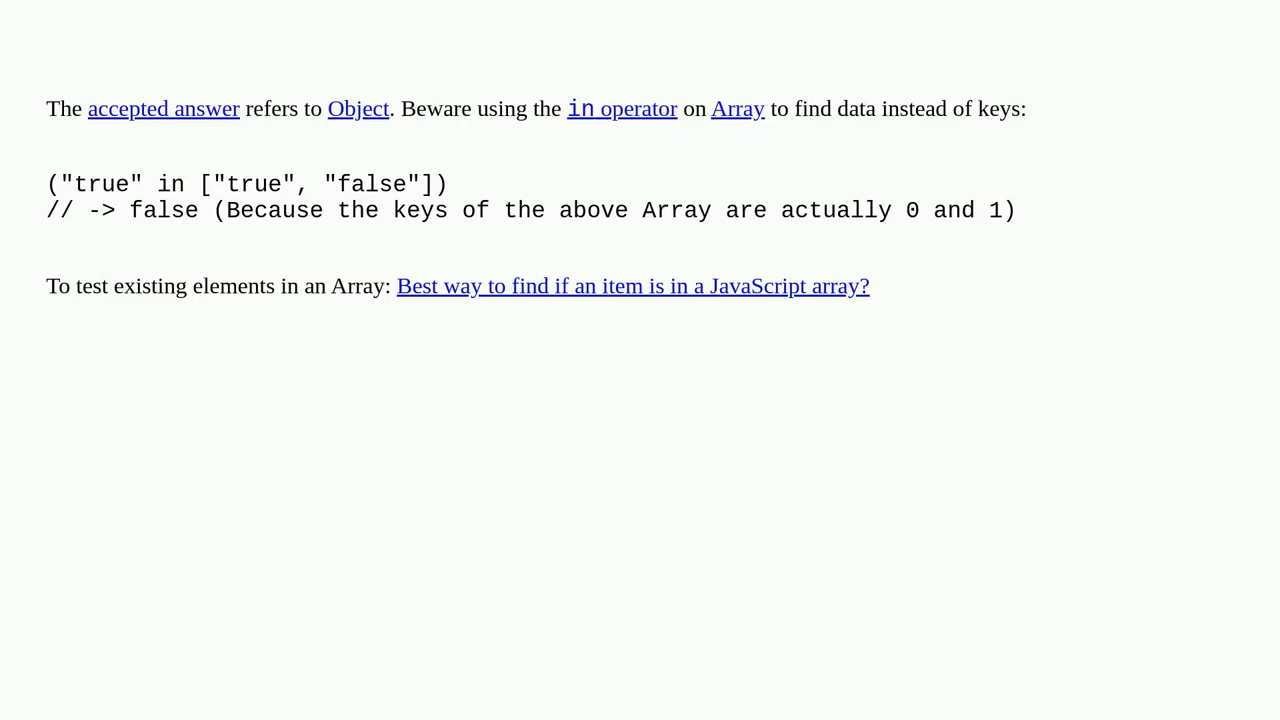 The accepted answer refers to Object. Beware using the in operator on Array to find data instead of keys:
("true" in ["true", "false"])
// -> false (Because the keys of the above Array are actually 0 and 1)
To test existing elements in an Array: Best way to find if an item is in a JavaScript array?